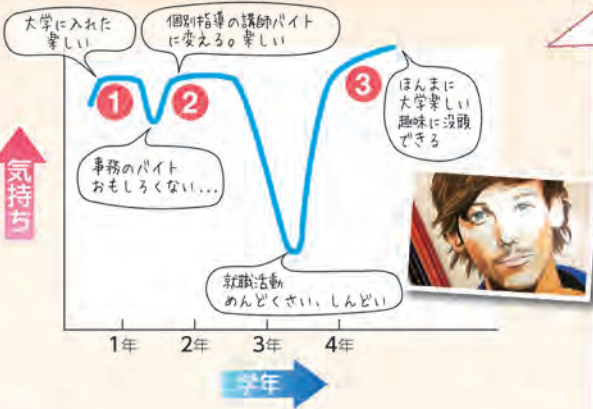 大学に入れた
楽しい
個別指導の講師バイト
に変える。楽しい
1
2
3
事務のバイト
おもしろくない...
ほんまに
大学楽しい
趣味に没頭
できる
就職活動
めんどくさい、しんどい
気持ち
1年
2年
3年
4年
学年